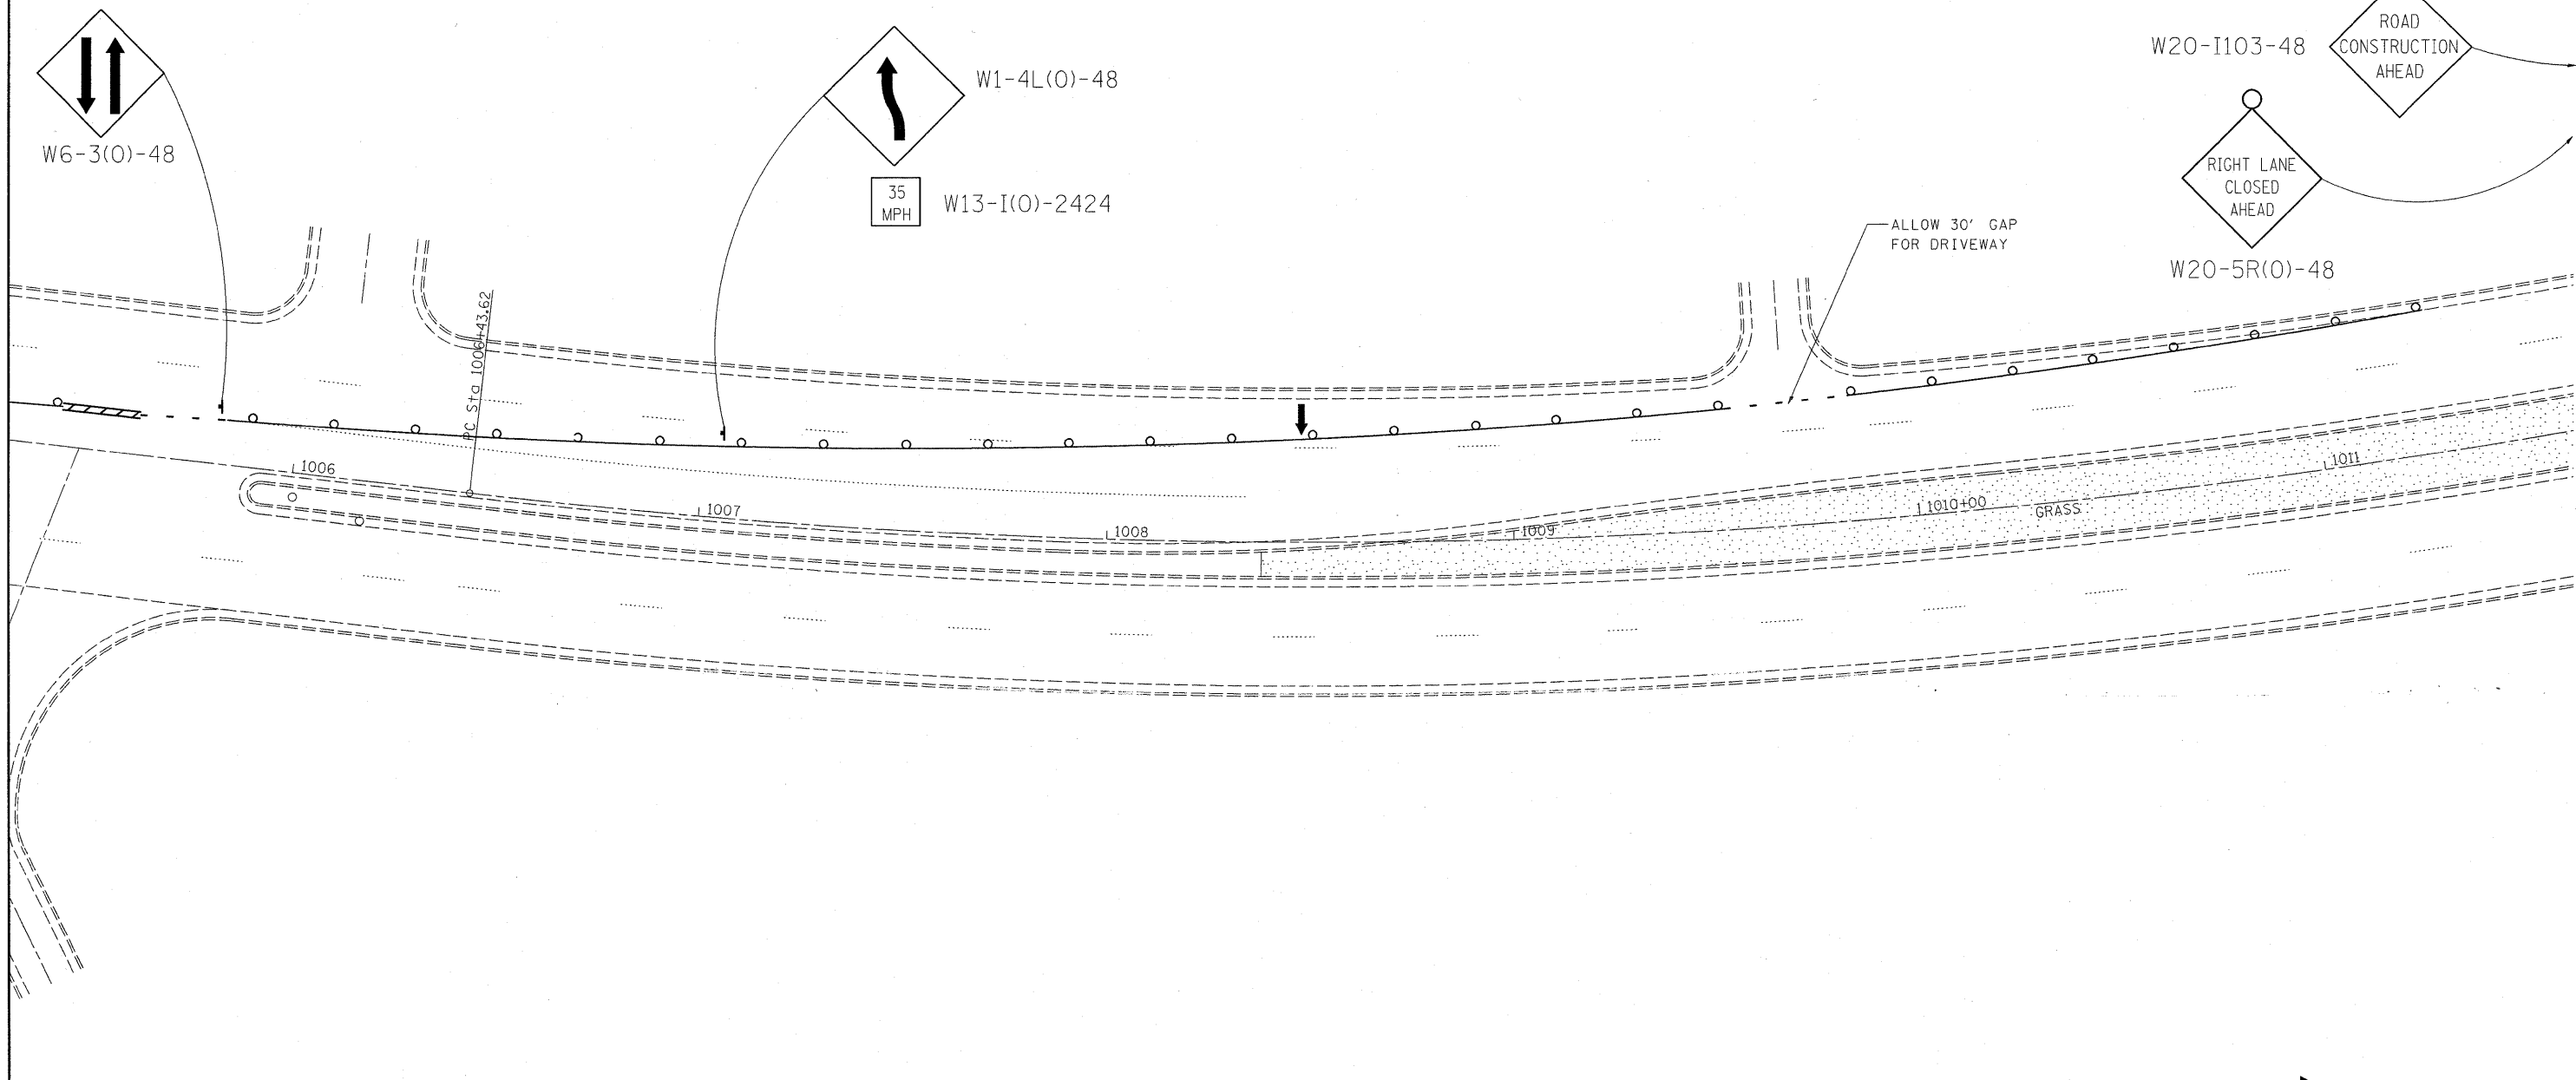 W6-3(O)-48
W1-4L(O)-48
35
MPH
W13-I(O)-2424
W20-I103-48
ROAD
CONSTRUCTION
AHEAD
RIGHT LANE
CLOSED
AHEAD
W20-5R(O)-48
ALLOW 30' GAP
FOR DRIVEWAY
PC Sta 1006+43.62
1006
1007
1008
1009
1010+00
GRASS
1011